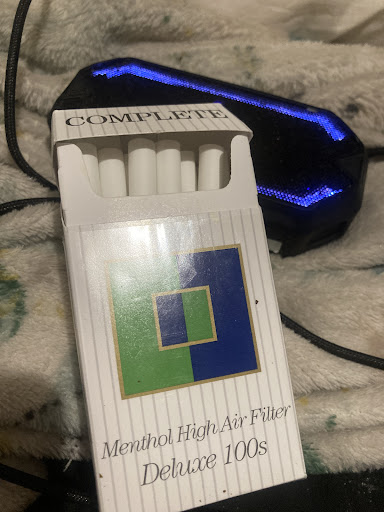 COMPLETE
Menthol High Air Filter
Deluxe 100s